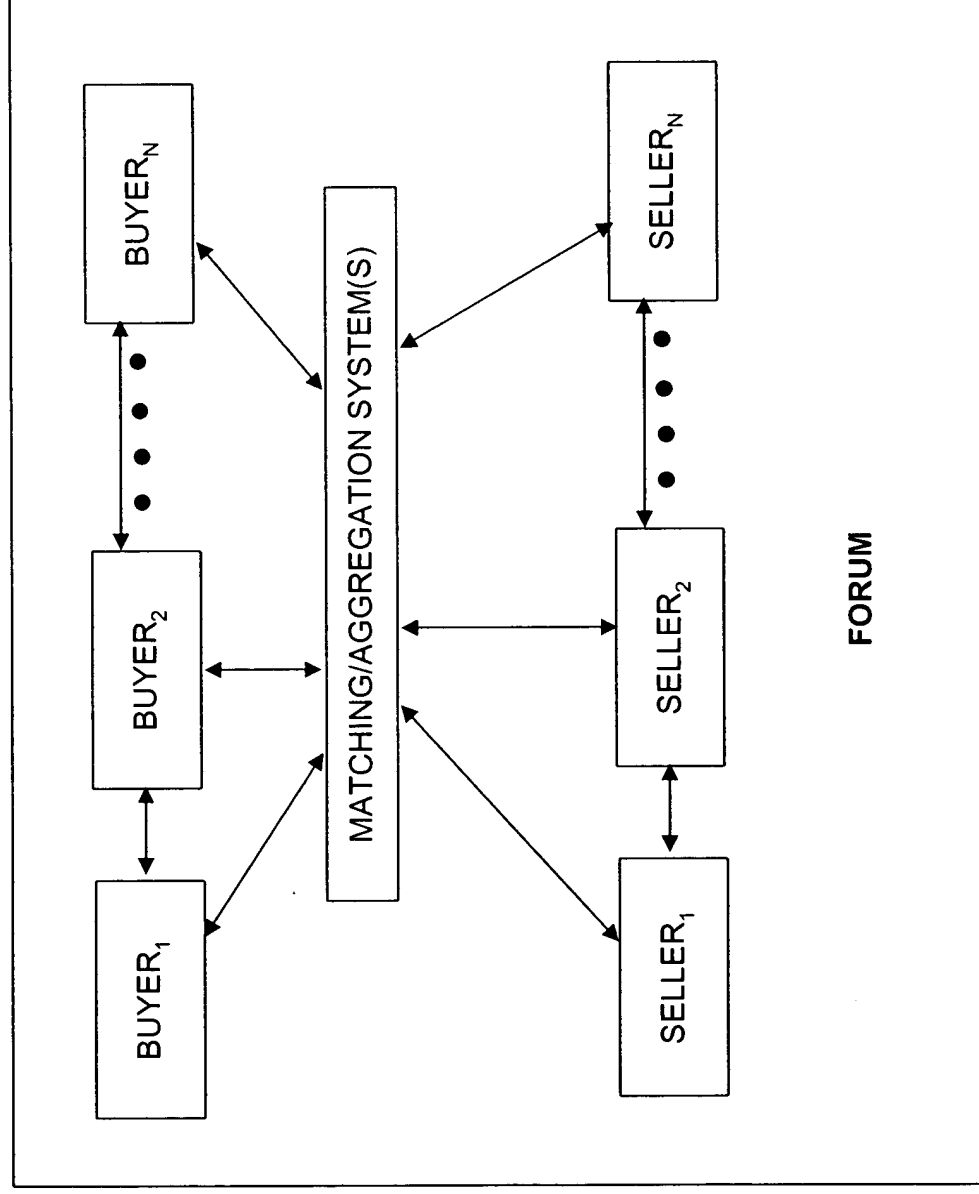 BUYER₁
BUYER₂
BUYERₙ
MATCHING/AGGREGATION SYSTEM(S)
SELLER₁
SELLER₂
SELLERₙ
FORUM